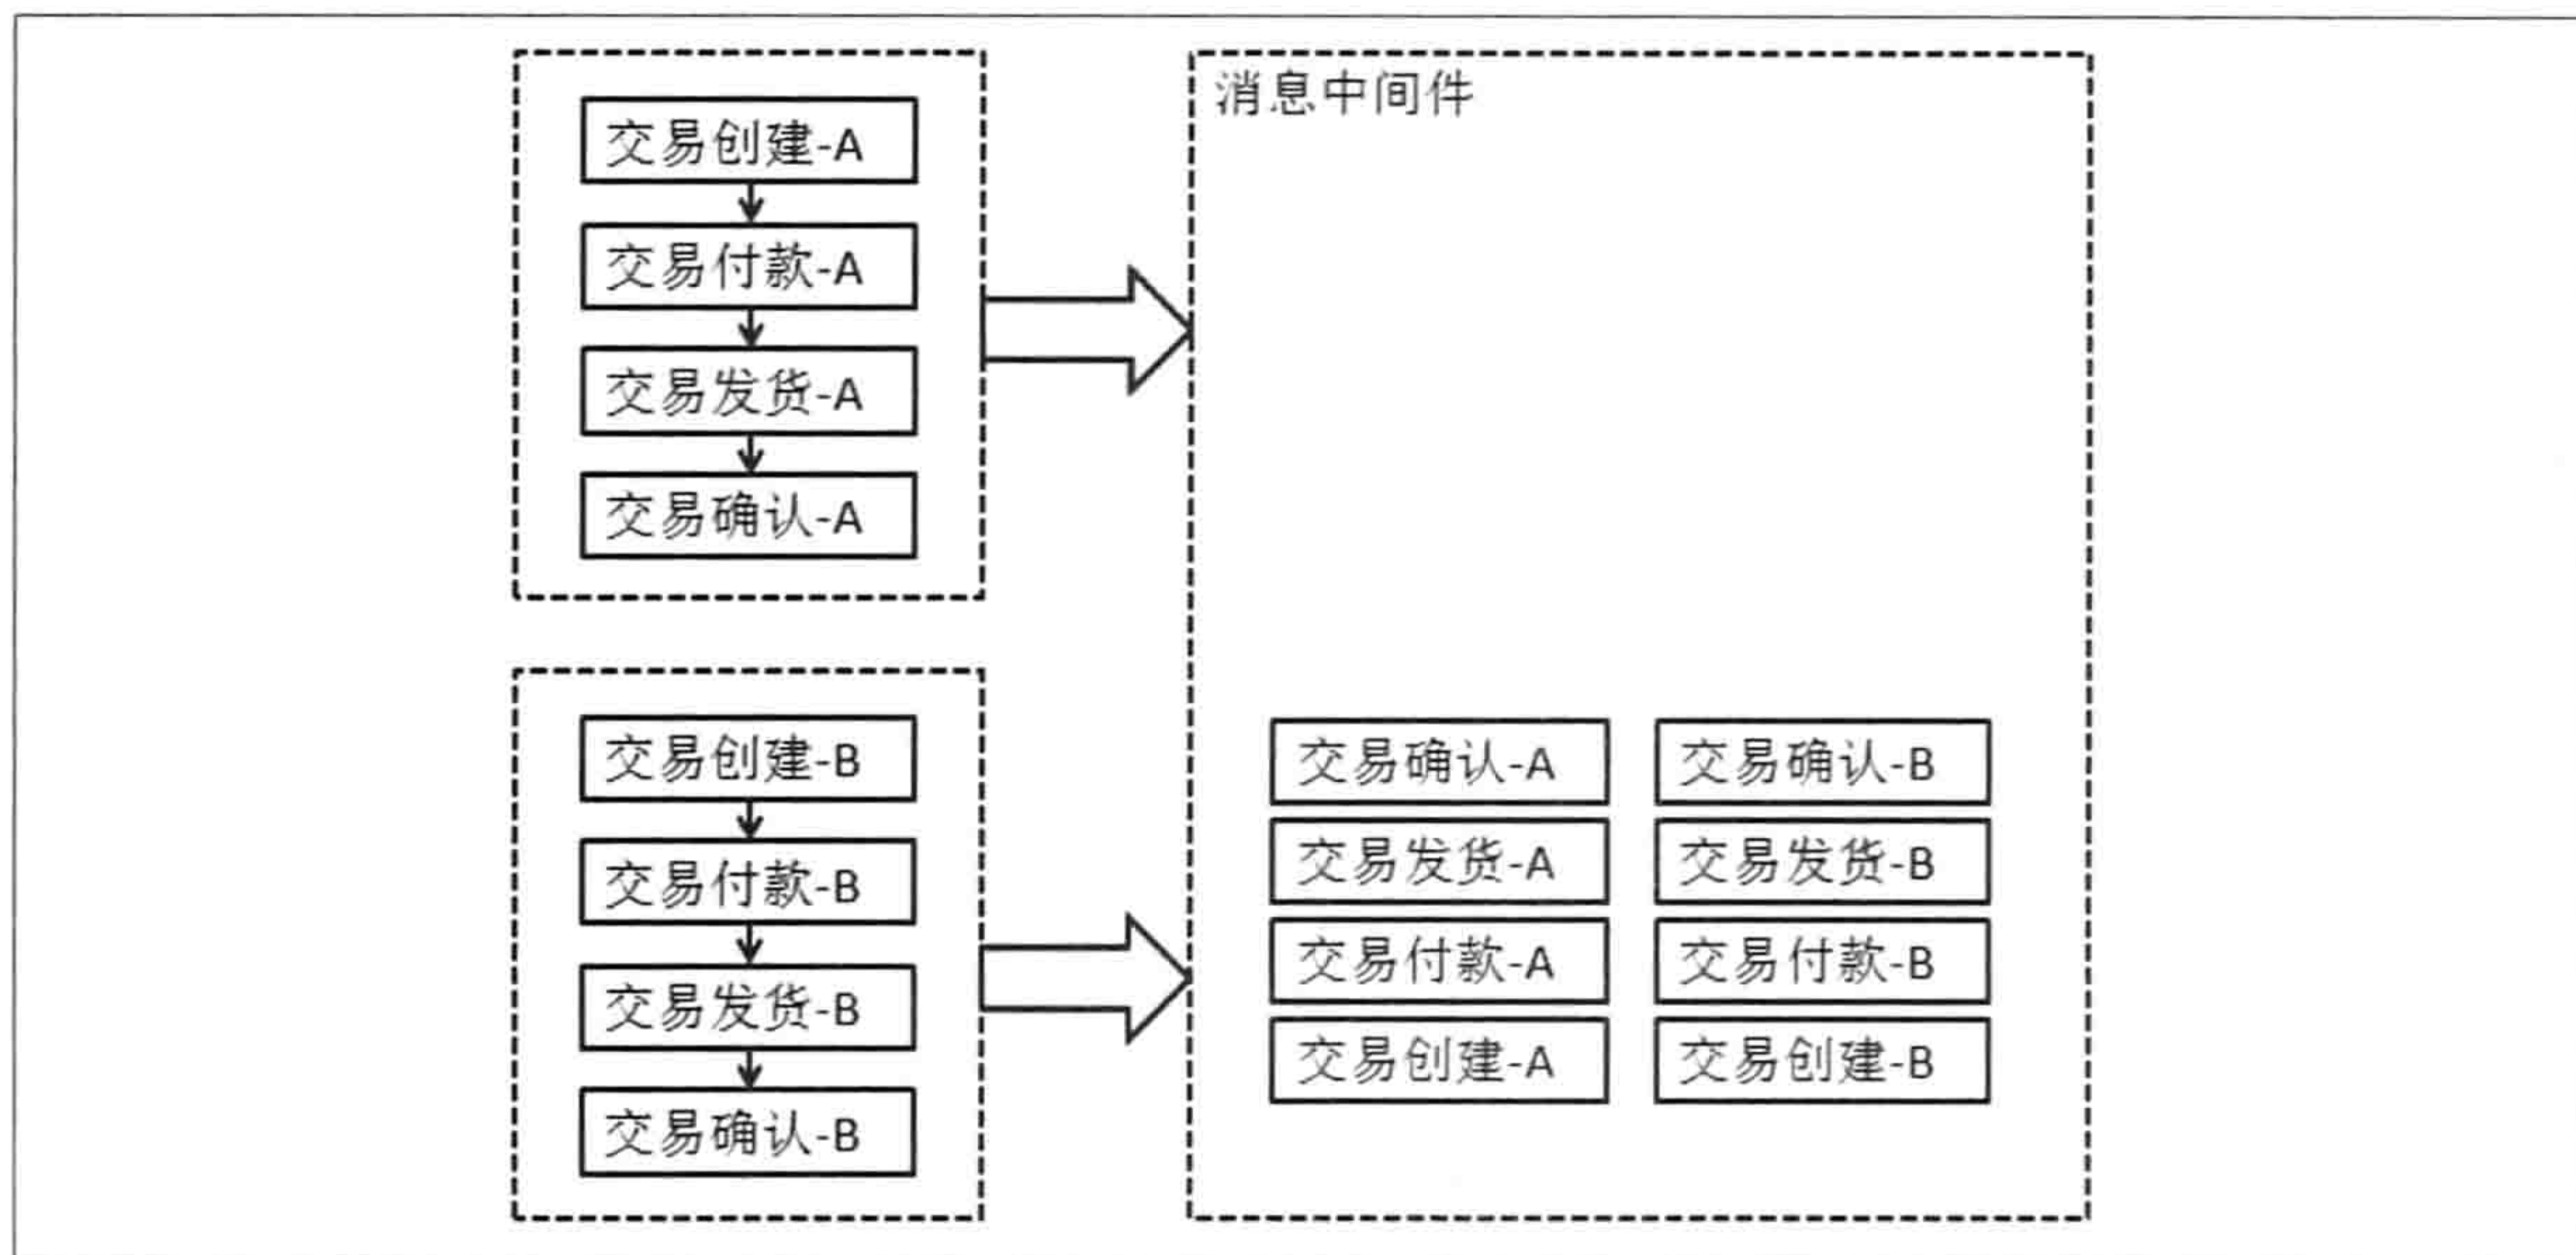 交易创建-A
交易付款-A
交易发货-A
交易确认-A
交易创建-B
交易付款-B
交易发货-B
交易确认-B
消息中间件
交易确认-A 交易确认-B
交易发货-A 交易发货-B
交易付款-A 交易付款-B
交易创建-A 交易创建-B